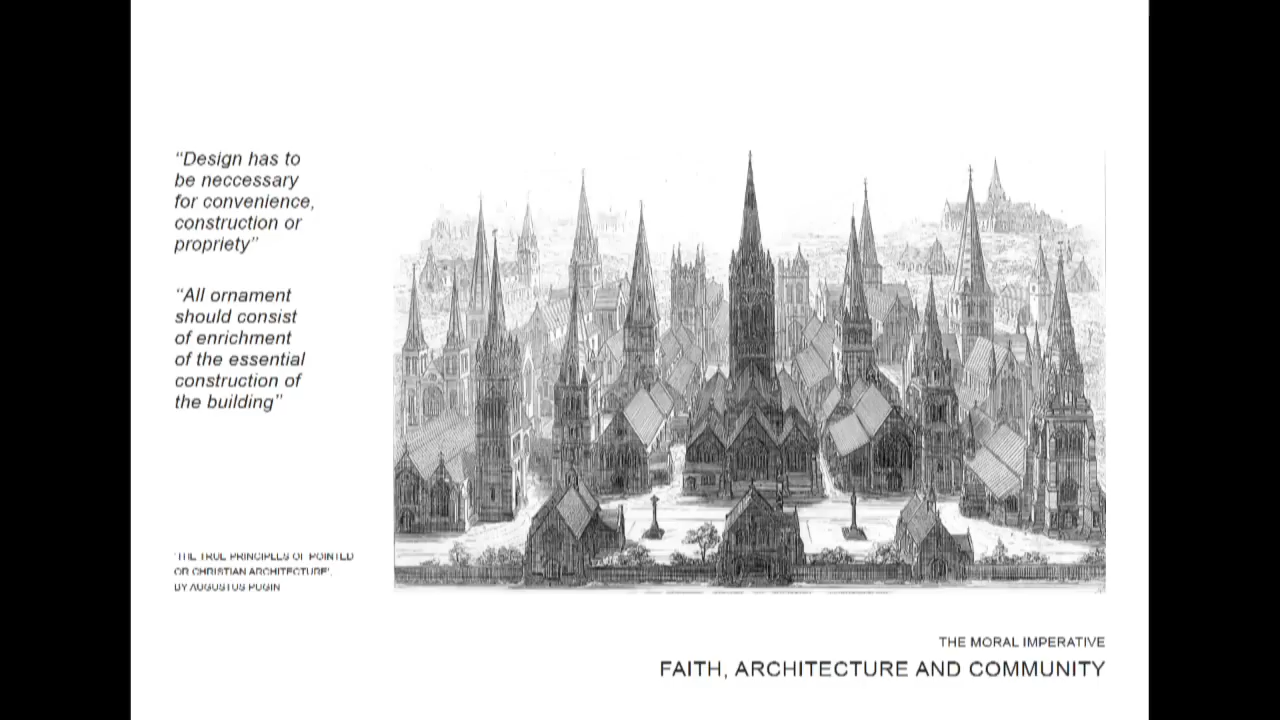 “Design has to
be neccessary
for convenience,
construction or
propriety”
“All ornament
should consist
of enrichment
of the essential
construction of
the building”
'THE TRUE PRINCIPLES OF POINTED
OR CHRISTIAN ARCHITECTURE',
BY AUGUSTUS PUGIN
THE MORAL IMPERATIVE
FAITH, ARCHITECTURE AND COMMUNITY